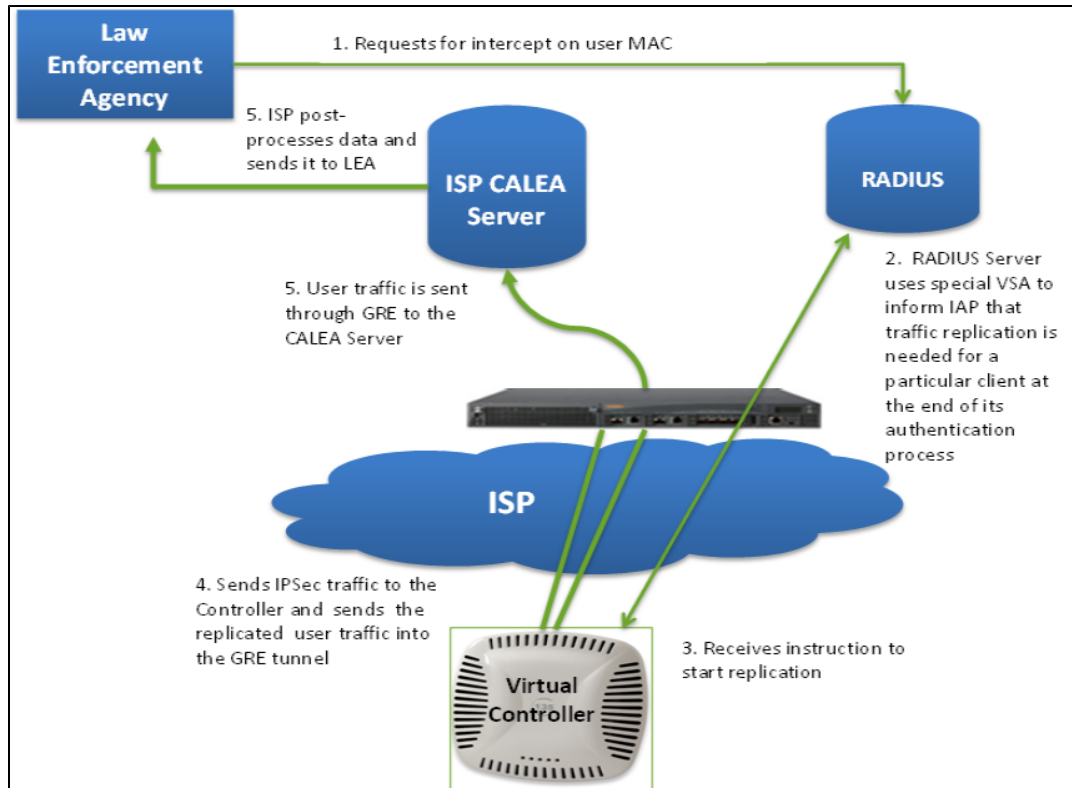 Law
Enforcement
Agency
1. Requests for intercept on user MAC
5. ISP post-
processes data and
sends it to LEA
ISP CALEA
Server
RADIUS
2. RADIUS Server
uses special VSA to
inform IAP that
traffic replication is
needed for a
particular client at
the end of its
authentication
process
5. User traffic is sent
through GRE to the
CALEA Server
ISP
4. Sends IPSec traffic to the
Controller and sends the
replicated user traffic into
the GRE tunnel
3. Receives instruction to
start replication
Virtual
Controller